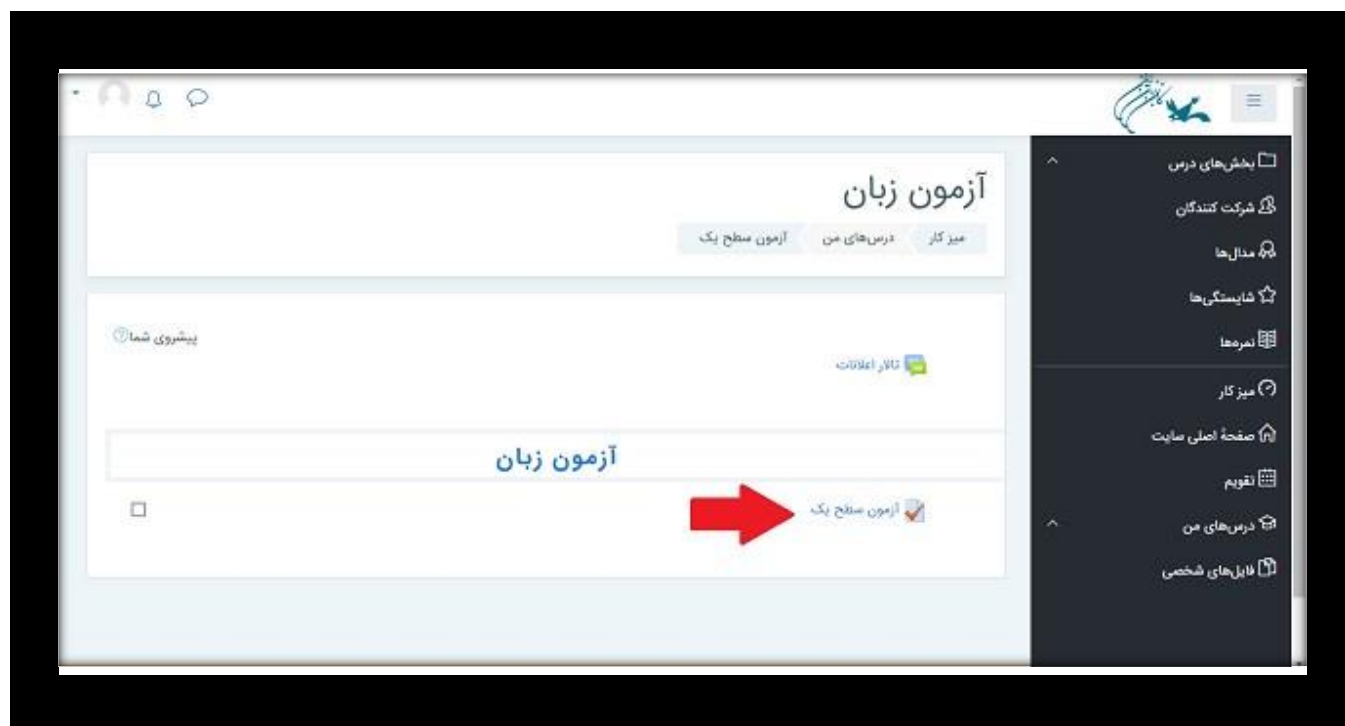 بخش‌های درس
شرکت کنندگان
مدال‌ها
شایستگی‌ها
نمره‌ها
میز کار
صفحهٔ اصلی سایت
تقویم
درس‌های من
فایل‌های شخصی
آزمون زبان
میز کار درس‌های من آزمون سطح یک
پیشروی شما
تالار اعلانات
آزمون زبان
آزمون سطح یک